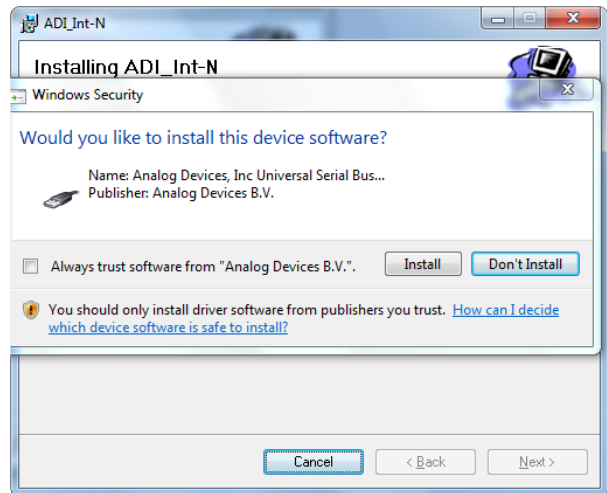 ADI_Int-N
Installing ADI_Int-N
Windows Security
Would you like to install this device software?
Name: Analog Devices, Inc Universal Serial Bus...
Publisher: Analog Devices B.V.
Always trust software from "Analog Devices B.V.".
Install
Don't Install
You should only install driver software from publishers you trust. How can I decide
which device software is safe to install?
Cancel
< Back
Next >